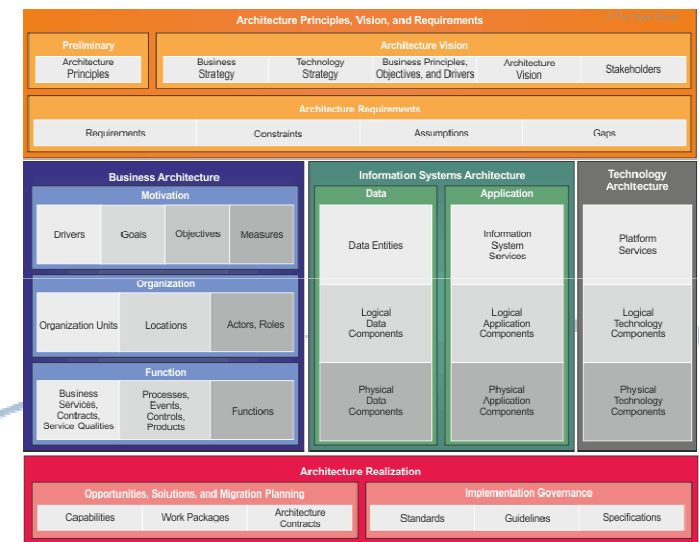 Architecture Principles, Vision, and Requirements
Preliminary
Architecture
Principles
Architecture Vision
Business
Strategy
Technology
Strategy
Business Principles,
Objectives, and Drivers
Architecture
Vision
Stakeholders
Architecture Requirements
Requirements
Constraints
Assumptions
Gaps
Business Architecture
Motivation
Drivers
Goals
Objectives
Measures
Organization
Organization Units
Locations
Actors, Roles
Function
Business
Services,
Contracts,
Service Qualities
Processes,
Events,
Controls,
Products
Functions
Information Systems Architecture
Data
Data Entities
Logical
Data
Components
Physical
Data
Components
Application
Information
System
Services
Logical
Application
Components
Physical
Application
Components
Technology
Architecture
Platform
Services
Logical
Technology
Components
Physical
Technology
Components
Architecture Realization
Opportunities, Solutions, and Migration Planning
Capabilities
Work Packages
Architecture
Contracts
Implementation Governance
Standards
Guidelines
Specifications